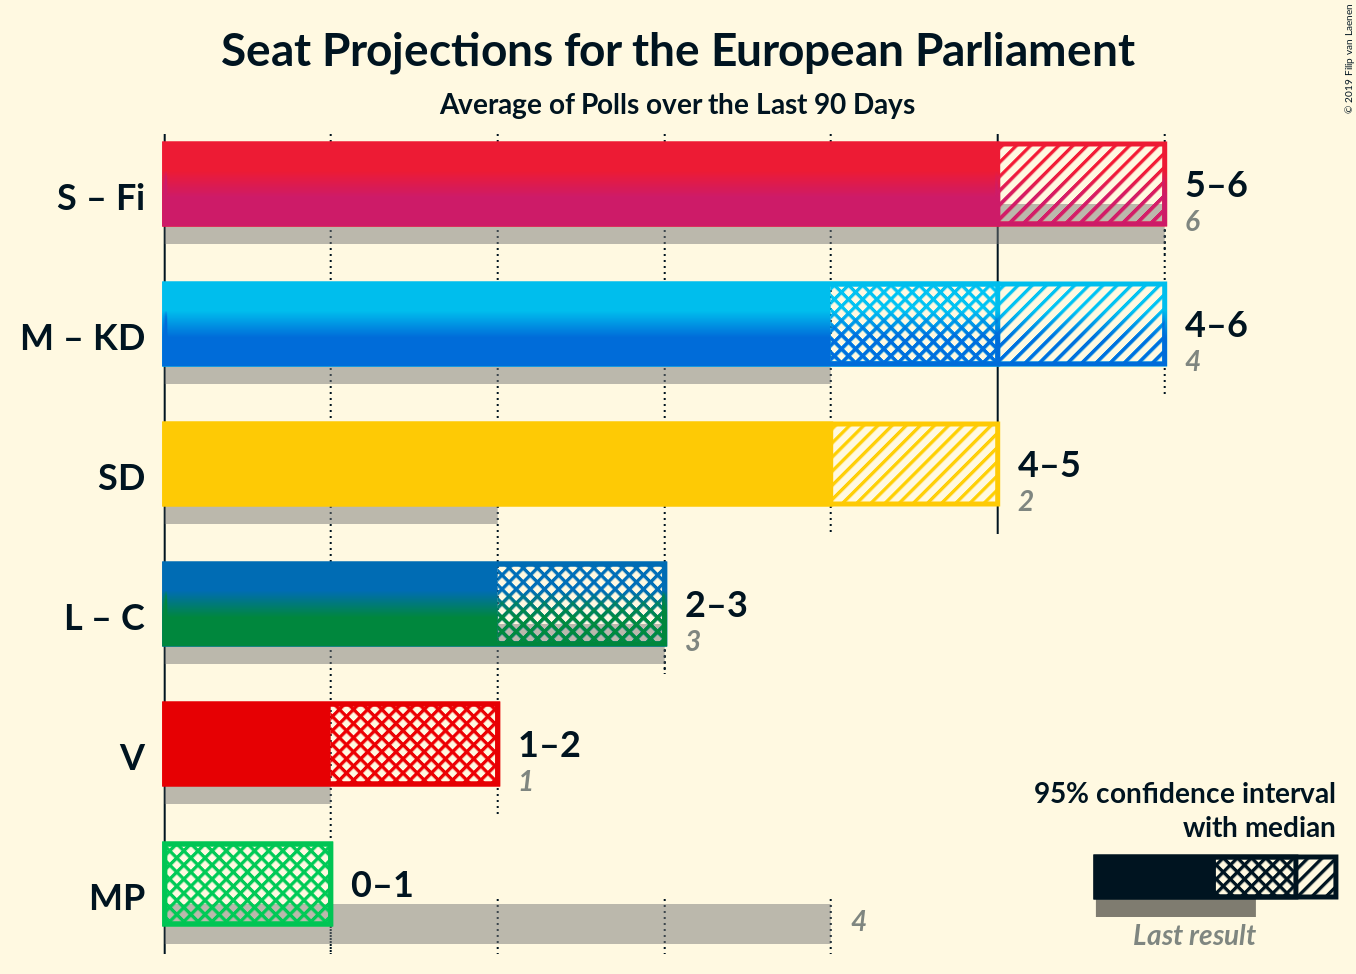 Seat Projections for the European Parliament
Average of Polls over the Last 90 Days
© 2019 Filip van Laenen
S – Fi
5–6
6
M – KD
4–6
4
SD
4–5
2
L – C
2–3
3
V
1–2
1
MP
0–1
4
95% confidence interval
with median
Last result